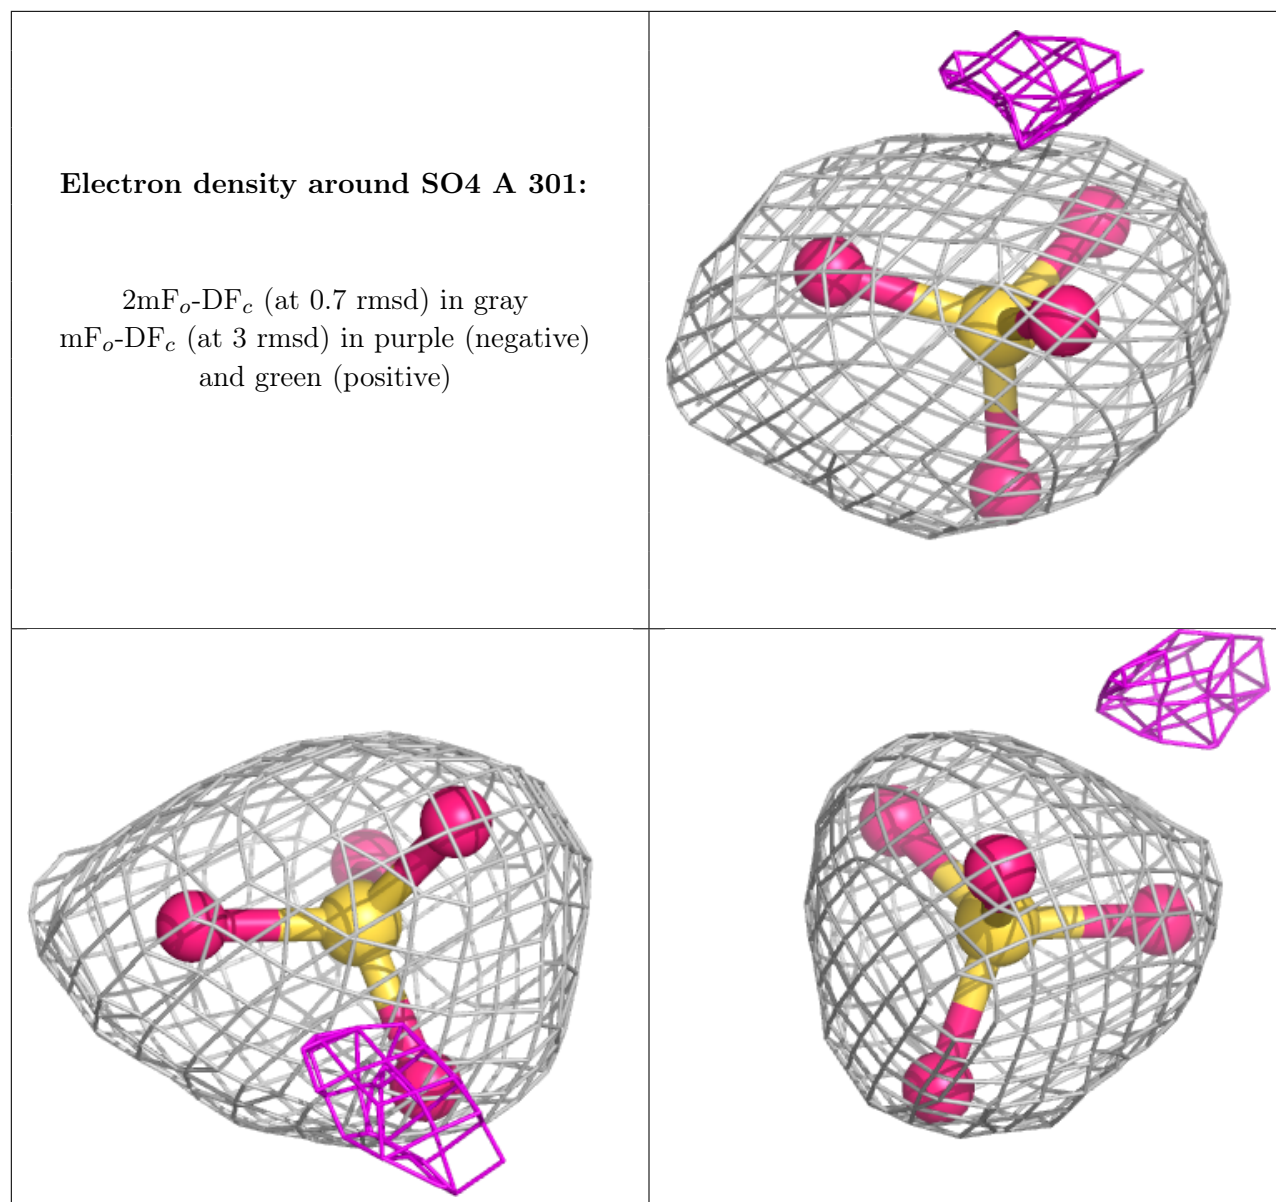 Electron density around SO4 A 301:
2mFo-DFc (at 0.7 rmsd) in gray
mFo-DFc (at 3 rmsd) in purple (negative)
and green (positive)